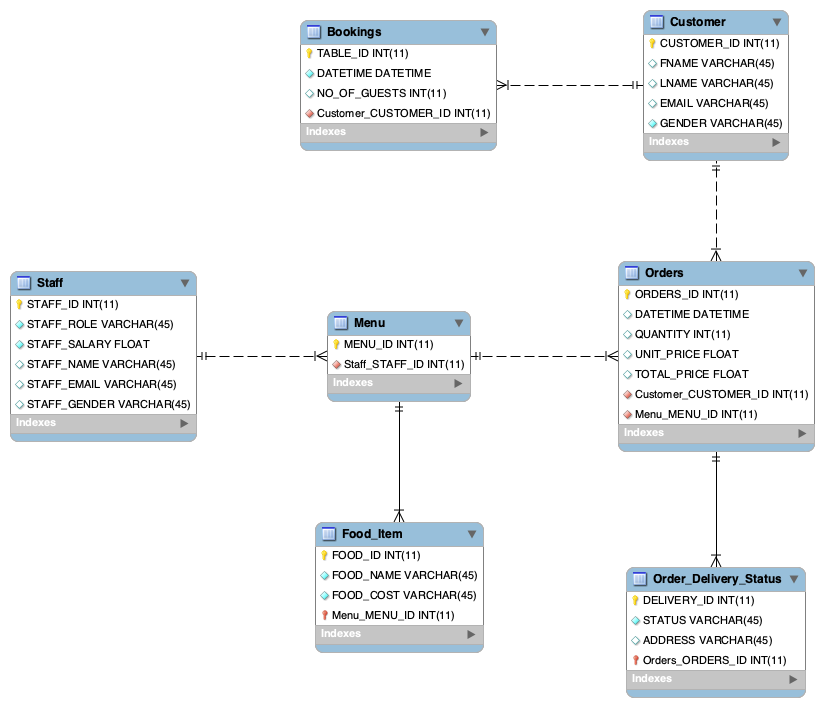 Bookings
TABLE_ID INT(11)
DATETIME DATETIME
NO_OF_GUESTS INT(11)
Customer_CUSTOMER_ID INT(11)
Indexes
Customer
CUSTOMER_ID INT(11)
FNAME VARCHAR(45)
LNAME VARCHAR(45)
EMAIL VARCHAR(45)
GENDER VARCHAR(45)
Indexes
Staff
STAFF_ID INT(11)
STAFF_ROLE VARCHAR(45)
STAFF_SALARY FLOAT
STAFF_NAME VARCHAR(45)
STAFF_EMAIL VARCHAR(45)
STAFF_GENDER VARCHAR(45)
Indexes
Menu
MENU_ID INT(11)
Staff_STAFF_ID INT(11)
Indexes
Orders
ORDERS_ID INT(11)
DATETIME DATETIME
QUANTITY INT(11)
UNIT_PRICE FLOAT
TOTAL_PRICE FLOAT
Customer_CUSTOMER_ID INT(11)
Menu_MENU_ID INT(11)
Indexes
Food_Item
FOOD_ID INT(11)
FOOD_NAME VARCHAR(45)
FOOD_COST VARCHAR(45)
Menu_MENU_ID INT(11)
Indexes
Order_Delivery_Status
DELIVERY_ID INT(11)
STATUS VARCHAR(45)
ADDRESS VARCHAR(45)
Orders_ORDERS_ID INT(11)
Indexes